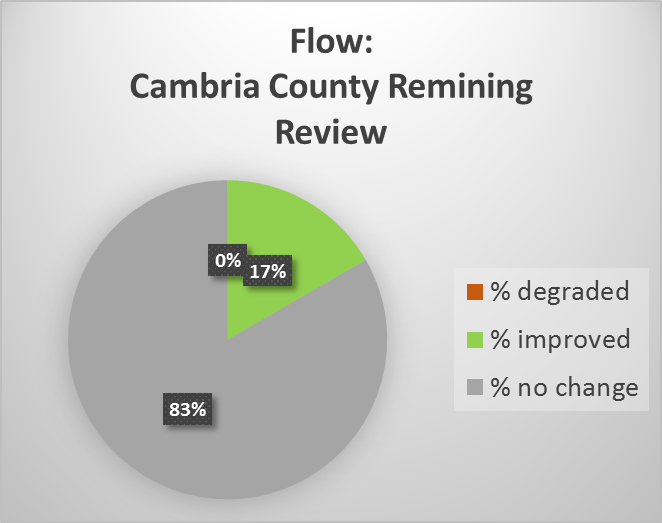 Flow:
Cambria County Remining
Review
0%
17%
83%
% degraded
% improved
% no change